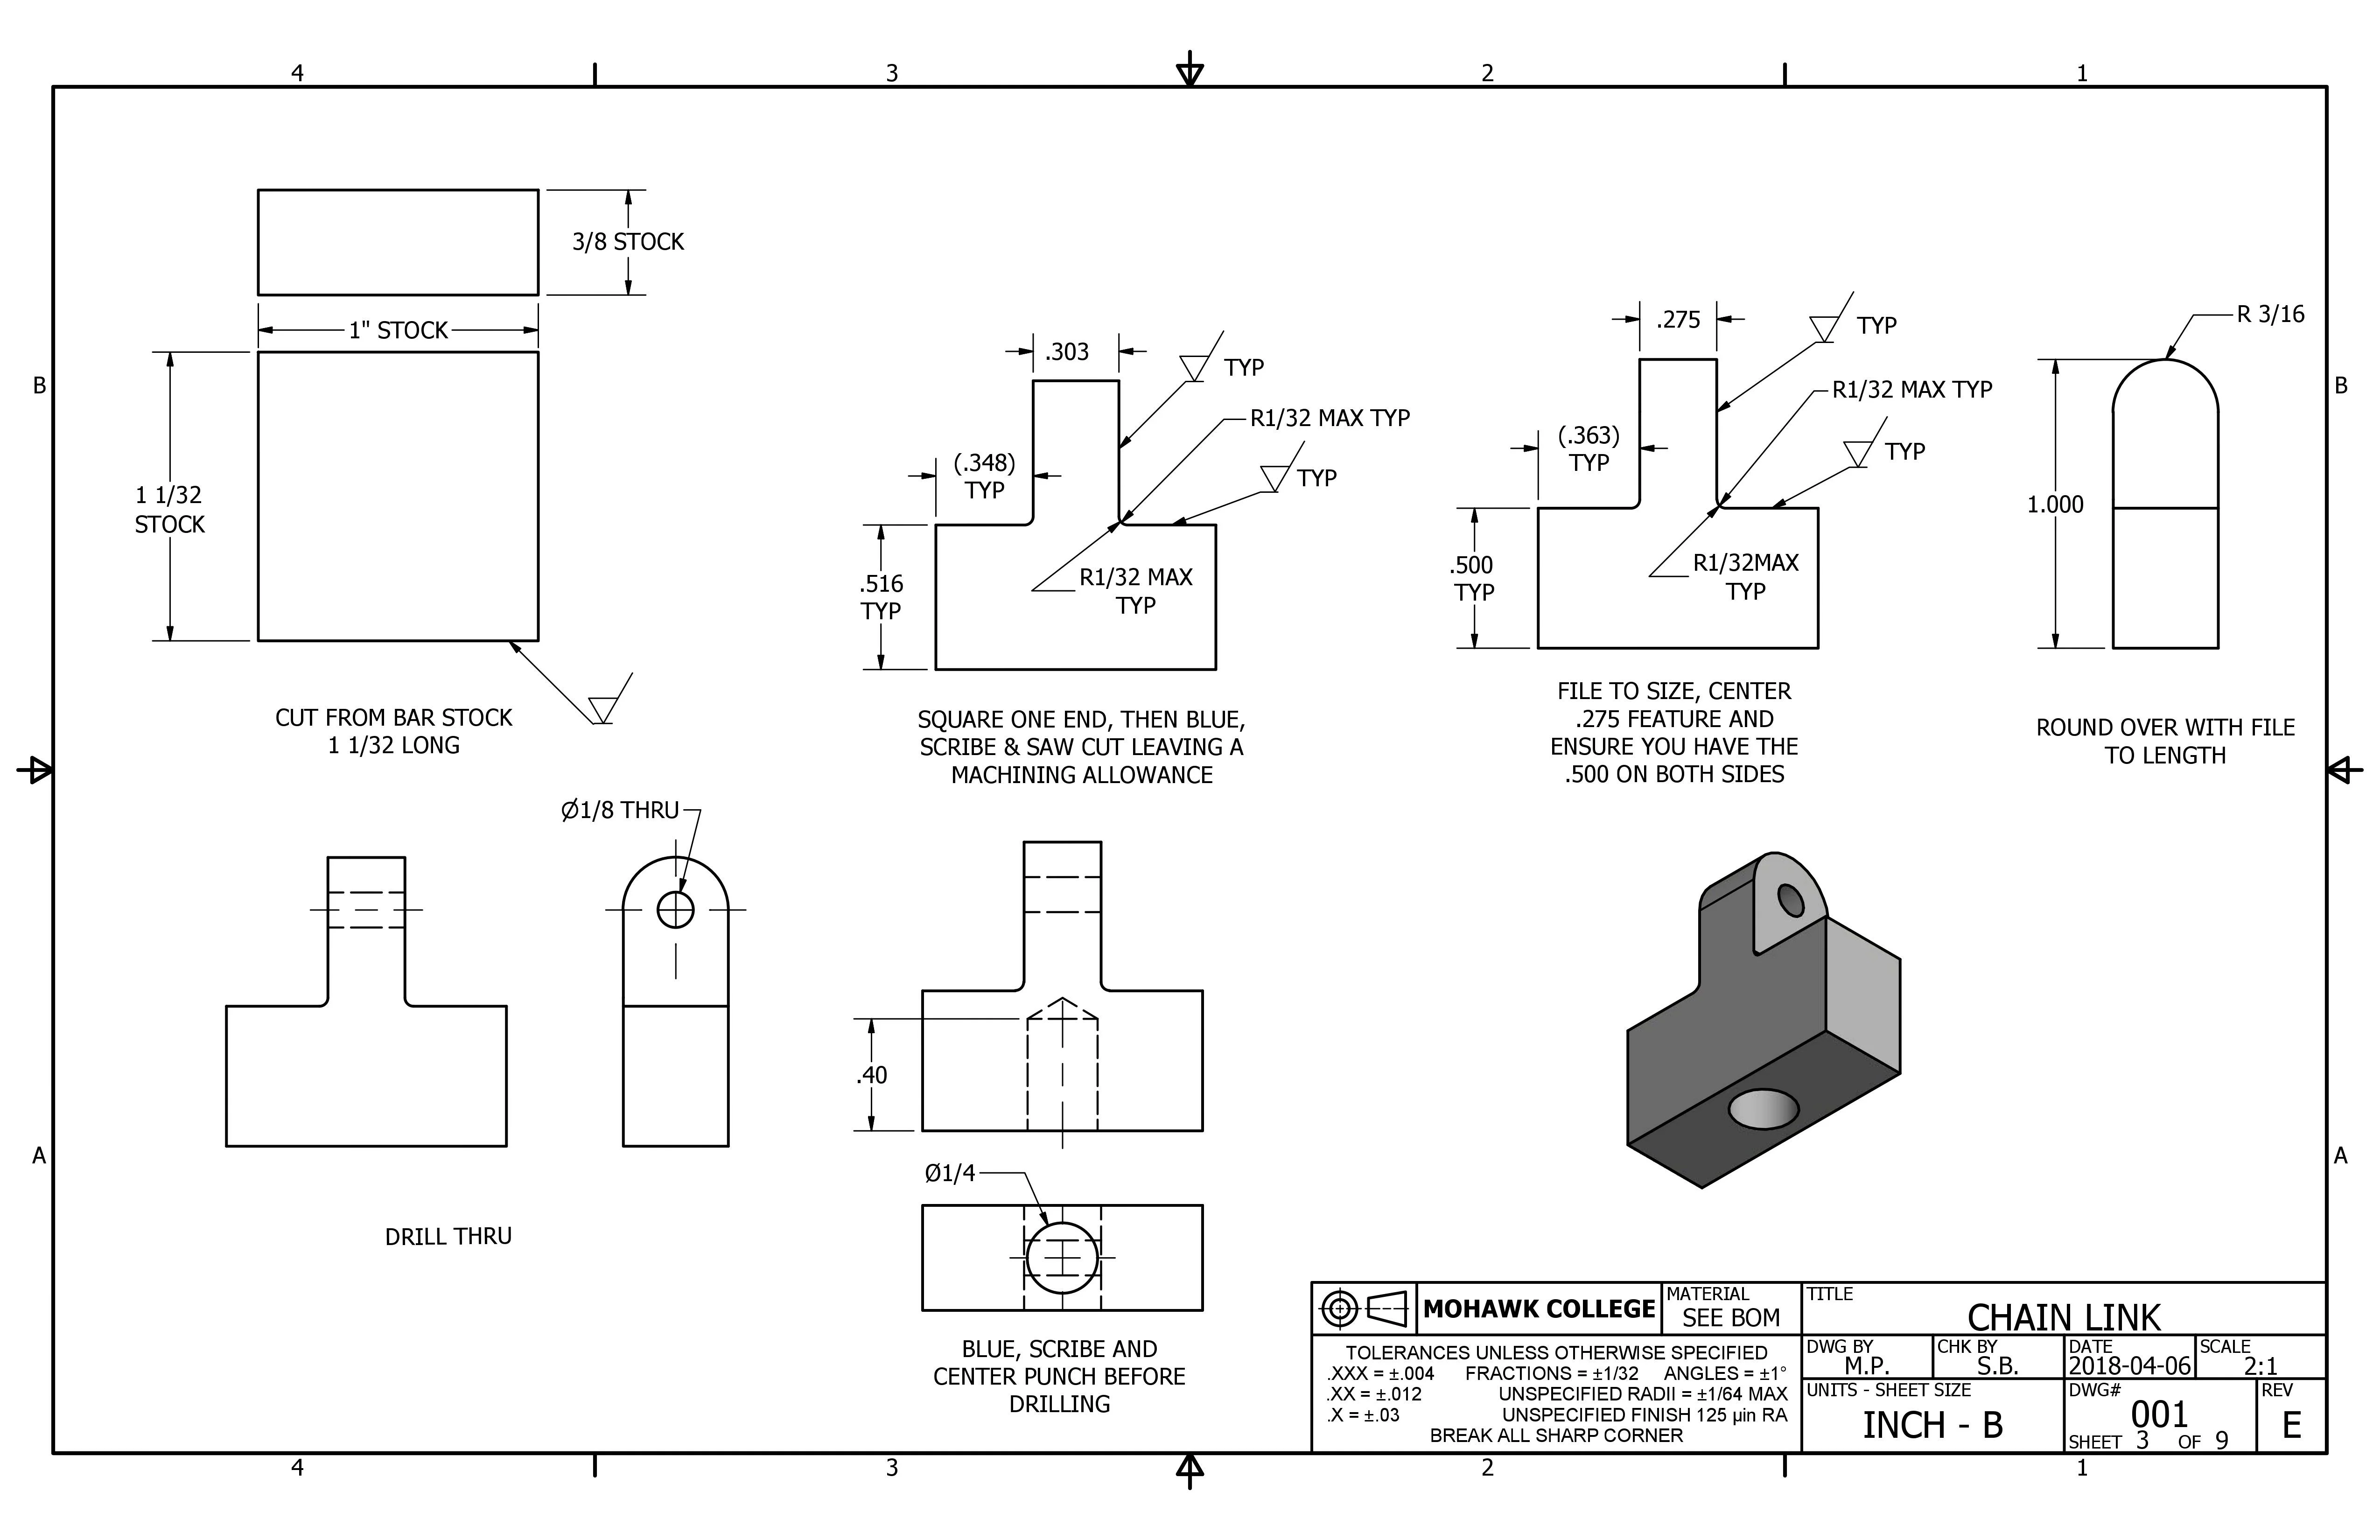 4 3 2 1
B
B
3/8 STOCK
1" STOCK
1 1/32
STOCK
CUT FROM BAR STOCK
1 1/32 LONG
.303
TYP
R1/32 MAX TYP
(.348)
TYP
TYP
.516
TYP
R1/32 MAX
TYP
SQUARE ONE END, THEN BLUE,
SCRIBE & SAW CUT LEAVING A
MACHINING ALLOWANCE
.275
TYP
R1/32 MAX TYP
(.363)
TYP
TYP
.500
TYP
R1/32MAX
TYP
FILE TO SIZE, CENTER
.275 FEATURE AND
ENSURE YOU HAVE THE
.500 ON BOTH SIDES
R 3/16
1.000
ROUND OVER WITH FILE
TO LENGTH
Ø1/8 THRU
DRILL THRU
.40
Ø1/4
BLUE, SCRIBE AND
CENTER PUNCH BEFORE
DRILLING
A
A
MOHAWK COLLEGE
MATERIAL
SEE BOM
TITLE
CHAIN LINK
TOLERANCES UNLESS OTHERWISE SPECIFIED
.XXX = ±.004 FRACTIONS = ±1/32 ANGLES = ±1°
.XX = ±.012 UNSPECIFIED RADII = ±1/64 MAX
.X = ±.03 UNSPECIFIED FINISH 125 µin RA
BREAK ALL SHARP CORNER
DWG BY
M.P.
CHK BY
S.B.
DATE
2018-04-06
SCALE
2:1
UNITS - SHEET SIZE
INCH - B
DWG#
001
SHEET 3 OF 9
REV
E
4 3 2 1